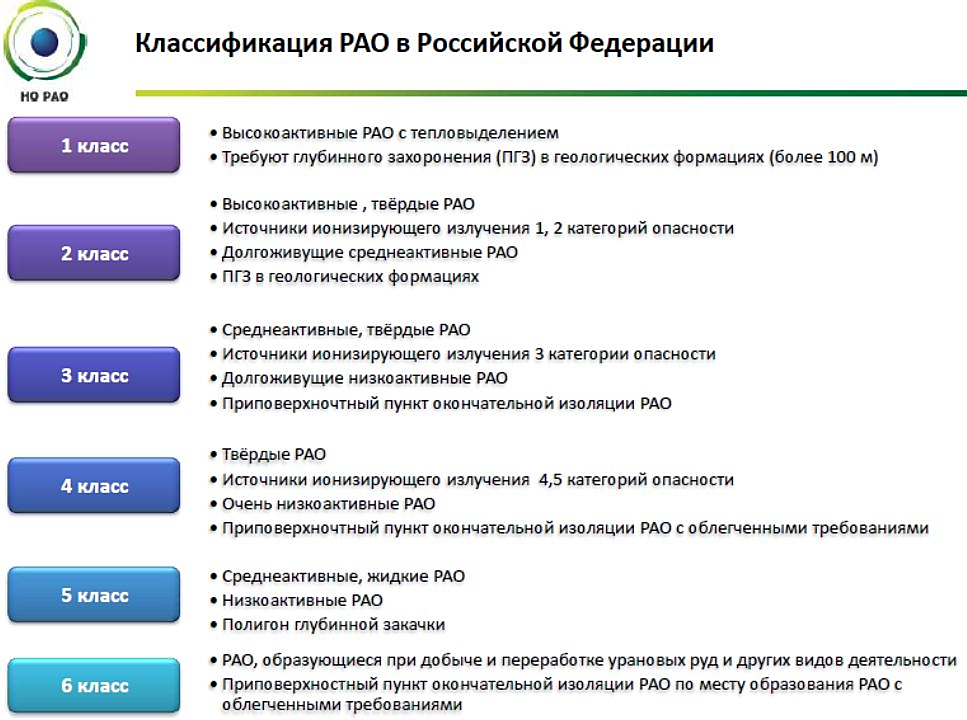 Классификация РАО в Российской Федерации
НО РАО
1 класс
• Высокоактивные РАО с тепловыделением
• Требуют глубинного захоронения (ПГЗ) в геологических формациях (более 100 м)
2 класс
• Высокоактивные , твёрдые РАО
• Источники ионизирующего излучения 1, 2 категорий опасности
• Долгоживущие среднеактивные РАО
• ПГЗ в геологических формациях
3 класс
• Среднеактивные, твёрдые РАО
• Источники ионизирующего излучения 3 категории опасности
• Долгоживущие низкоактивные РАО
• Приповерхночтный пункт окончательной изоляции РАО
4 класс
• Твёрдые РАО
• Источники ионизирующего излучения 4,5 категорий опасности
• Очень низкоактивные РАО
• Приповерхночтный пункт окончательной изоляции РАО с облегченными требованиями
5 класс
• Среднеактивные, жидкие РАО
• Низкоактивные РАО
• Полигон глубинной закачки
6 класс
• РАО, образующиеся при добыче и переработке урановых руд и других видов деятельности
• Приповерхностный пункт окончательной изоляции РАО по месту образования РАО с
облегченными требованиями